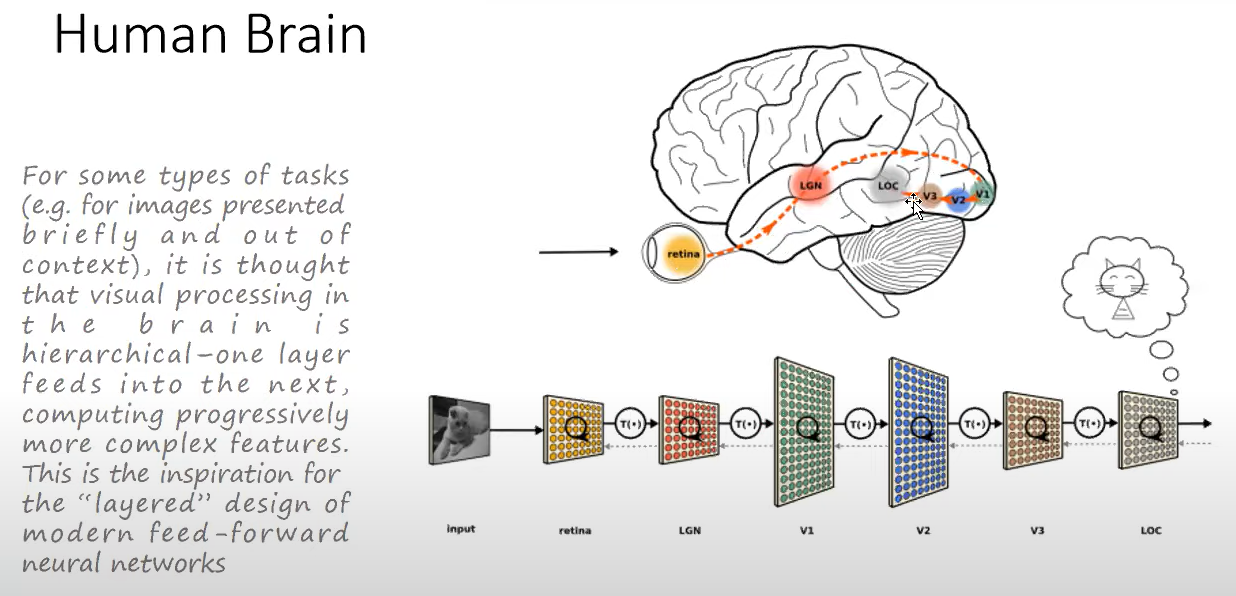 Human Brain
For some types of tasks
(e.g. for images presented
briefly and out of
context), it is thought
that visual processing in
the brain is
hierarchical–one layer
feeds into the next,
computing progressively
more complex features.
This is the inspiration for
the “layered” design of
modern feed-forward
neural networks
LGN
LOC
V3
V2
V1
retina
T(•)
T(•)
T(•)
T(•)
T(•)
input
retina
LGN
V1
V2
V3
LOC